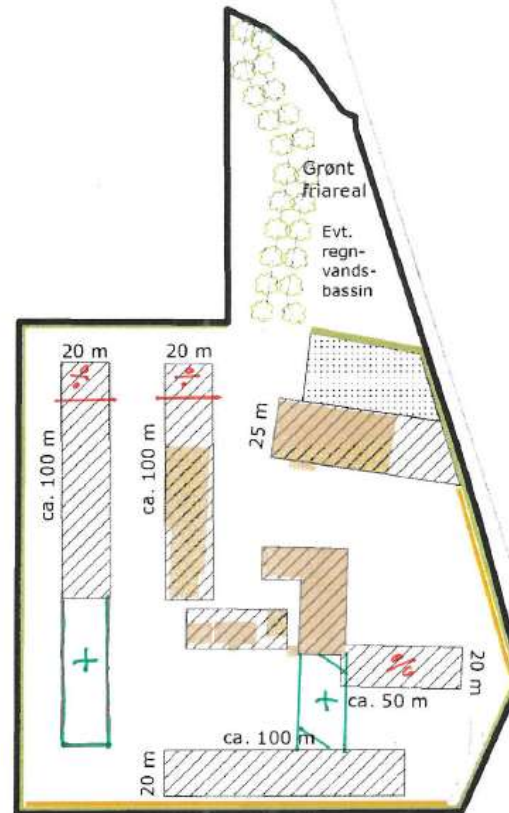 Grønt
friareal
Evt.
regn-
vands-
bassin
20 m
20 m
%
%
ca. 100 m
ca. 100 m
25 m
+
+
%
20 m
ca. 50 m
ca. 100 m
20 m